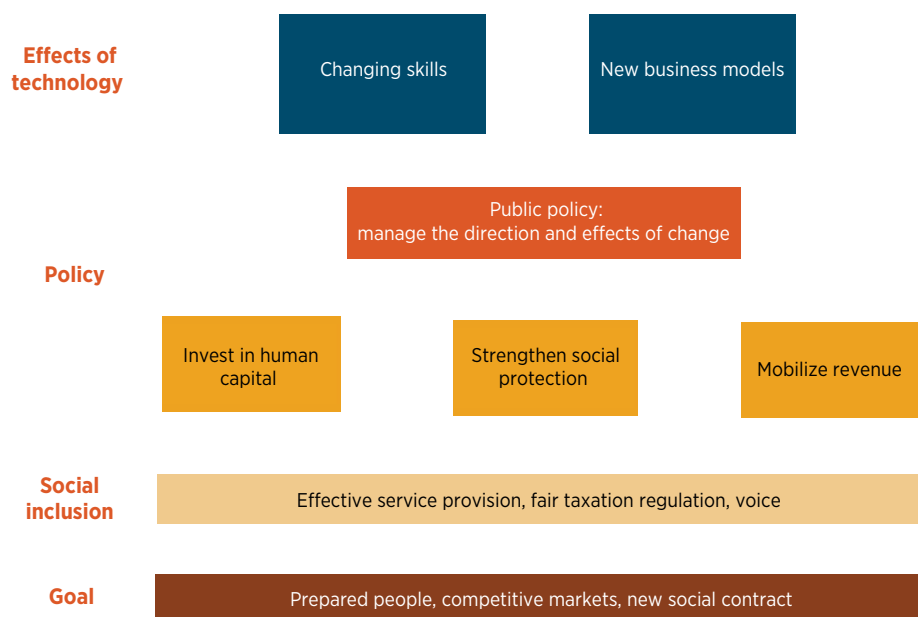 Effects of
technology
Changing skills
New business models
Public policy:
manage the direction and effects of change
Policy
Invest in human
capital
Strengthen social
protection
Mobilize revenue
Social
inclusion
Effective service provision, fair taxation regulation, voice
Goal
Prepared people, competitive markets, new social contract